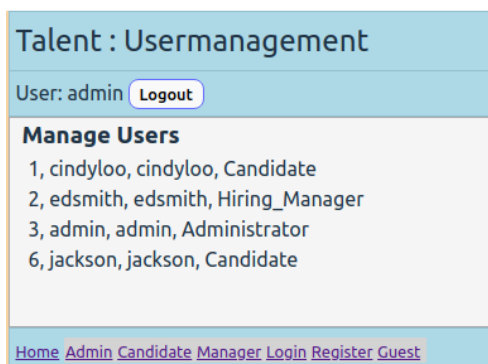 Talent : Usermanagement
User: admin Logout
Manage Users
1, cindyloo, cindyloo, Candidate
2, edsmith, edsmith, Hiring_Manager
3, admin, admin, Administrator
6, jackson, jackson, Candidate
Home Admin Candidate Manager Login Register Guest